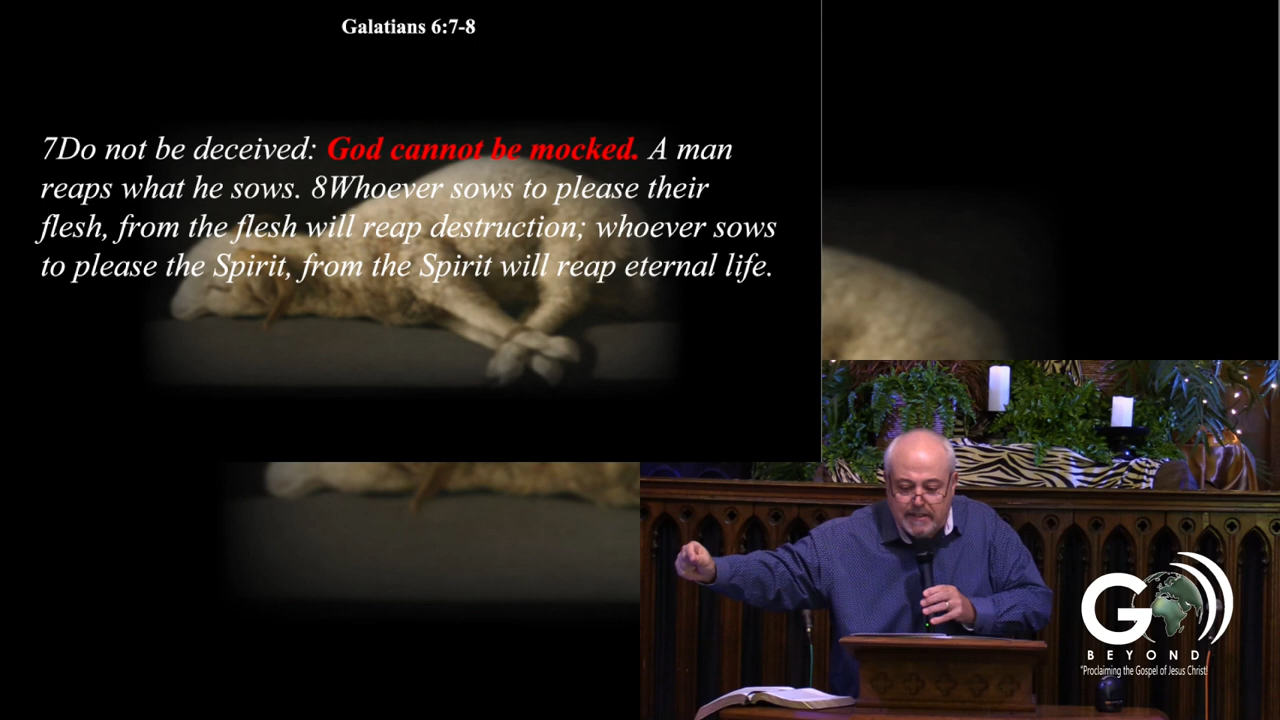 Galatians 6:7-8
7Do not be deceived: God cannot be mocked. A man
reaps what he sows. 8Whoever sows to please their
flesh, from the flesh will reap destruction; whoever sows
to please the Spirit, from the Spirit will reap eternal life.
GO
BEYOND
"Proclaiming the Gospel of Jesus Christ!